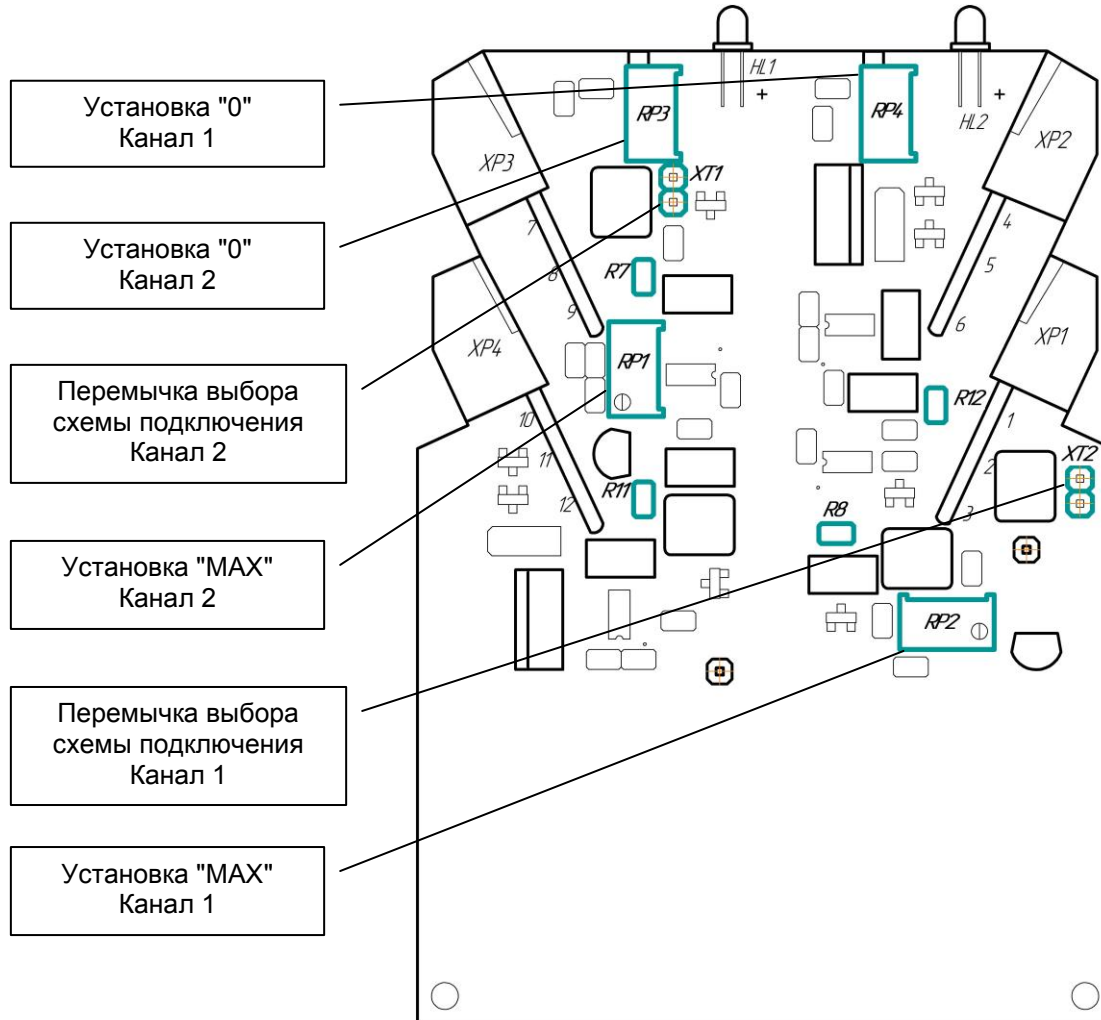 Установка "0"
Канал 1
Установка "0"
Канал 2
Перемычка выбора
схемы подключения
Канал 2
Установка "MAX"
Канал 2
Перемычка выбора
схемы подключения
Канал 1
Установка "MAX"
Канал 1
HL1
+
HL2
+
RP3
RP4
XP3
XP2
XT1
7
8
9
4
5
6
R7
XP4
RP1
XP1
R12
10
11
12
1
2
3
XT2
R11
R8
RP2